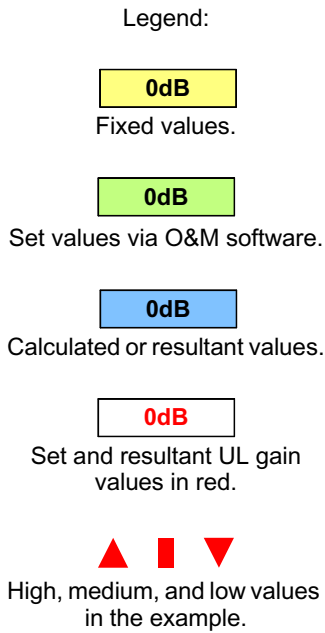 Legend:
0dB
Fixed values.
0dB
Set values via O&M software.
0dB
Calculated or resultant values.
0dB
Set and resultant UL gain
values in red.
High, medium, and low values
in the example.